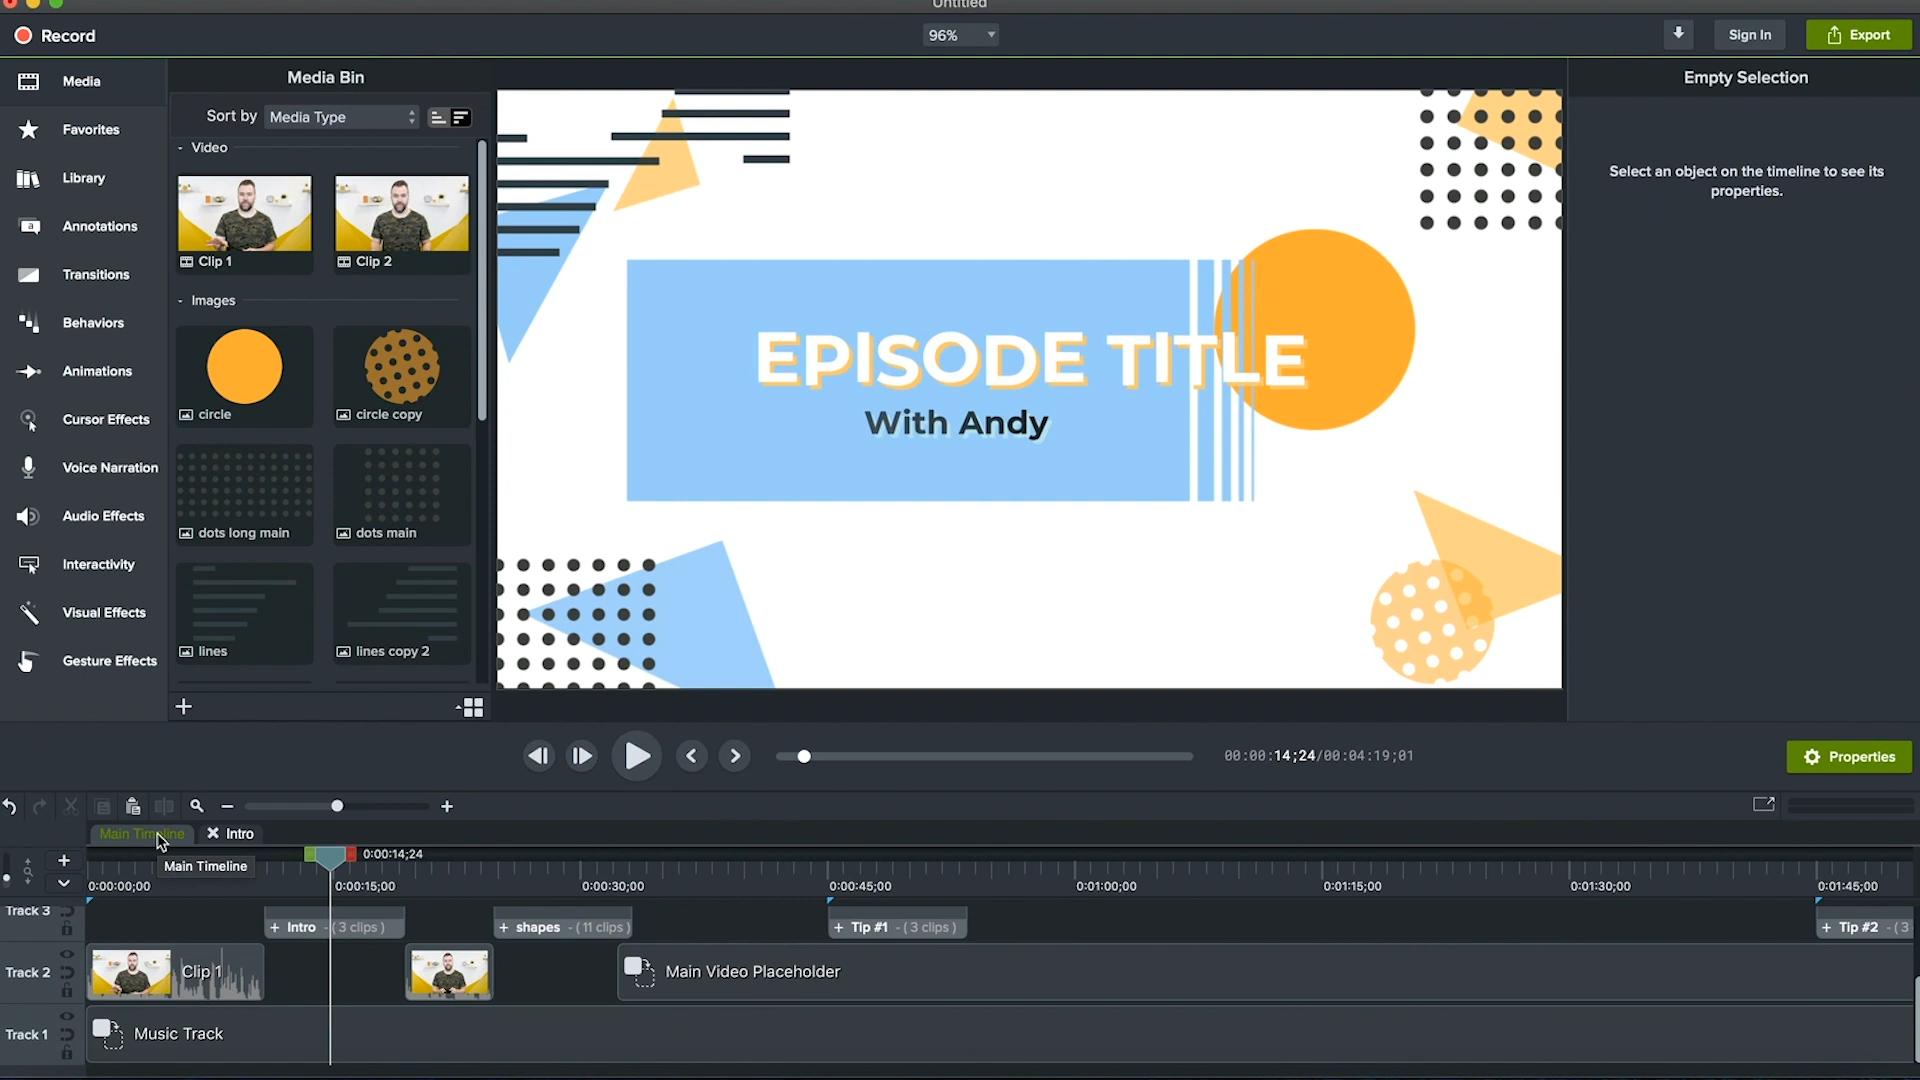 Untitled
Record
96%
Sign In
Export
Media
Favorites
Library
Annotations
Transitions
Behaviors
Animations
Cursor Effects
Voice Narration
Audio Effects
Interactivity
Visual Effects
Gesture Effects
Media Bin
Sort by Media Type
Video
Clip 1
Clip 2
Images
circle
circle copy
dots long main
dots main
lines
lines copy 2
EPISODE TITLE
With Andy
Empty Selection
Select an object on the timeline to see its
properties.
00:00:14;24/00:04:19;01
Properties
Main Timeline
Intro
Main Timeline
0:00:14;24
0:00:00;00
0:00:15;00
0:00:30;00
0:00:45;00
0:01:00;00
0:01:15;00
0:01:30;00
0:01:45;00
Track 3
+ Intro - (3 clips)
+ shapes - (11 clips)
+ Tip #1 - (3 clips)
+ Tip #2 - (3
Track 2
Clip 1
Main Video Placeholder
Track 1
Music Track